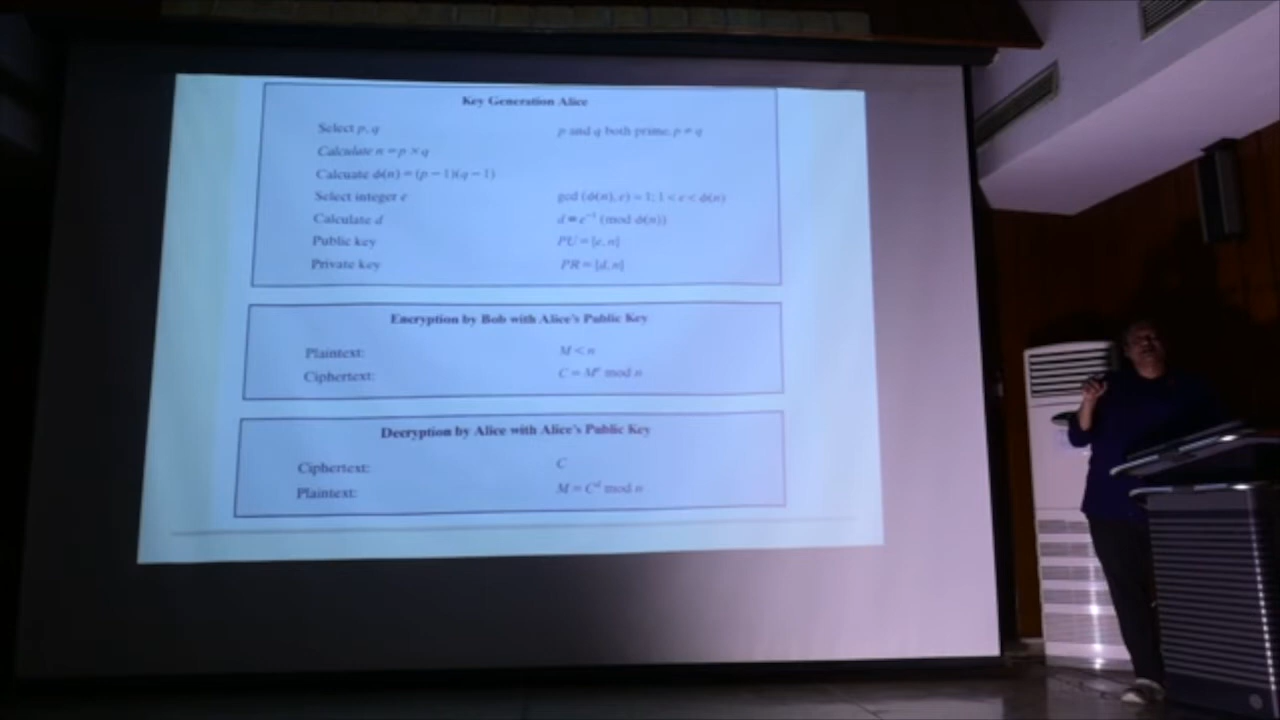 Key Generation Alice
Select p, q p and q both prime, p ≠ q
Calculate n = p × q
Calcuate ϕ(n) = (p − 1)(q − 1)
Select integer e gcd (ϕ(n), e) = 1; 1 < e < ϕ(n)
Calculate d d ≡ e⁻¹ (mod ϕ(n))
Public key PU = {e, n}
Private key PR = {d, n}
Encryption by Bob with Alice's Public Key
Plaintext: M < n
Ciphertext: C = Mᵉ mod n
Decryption by Alice with Alice's Public Key
Ciphertext: C
Plaintext: M = Cᵈ mod n